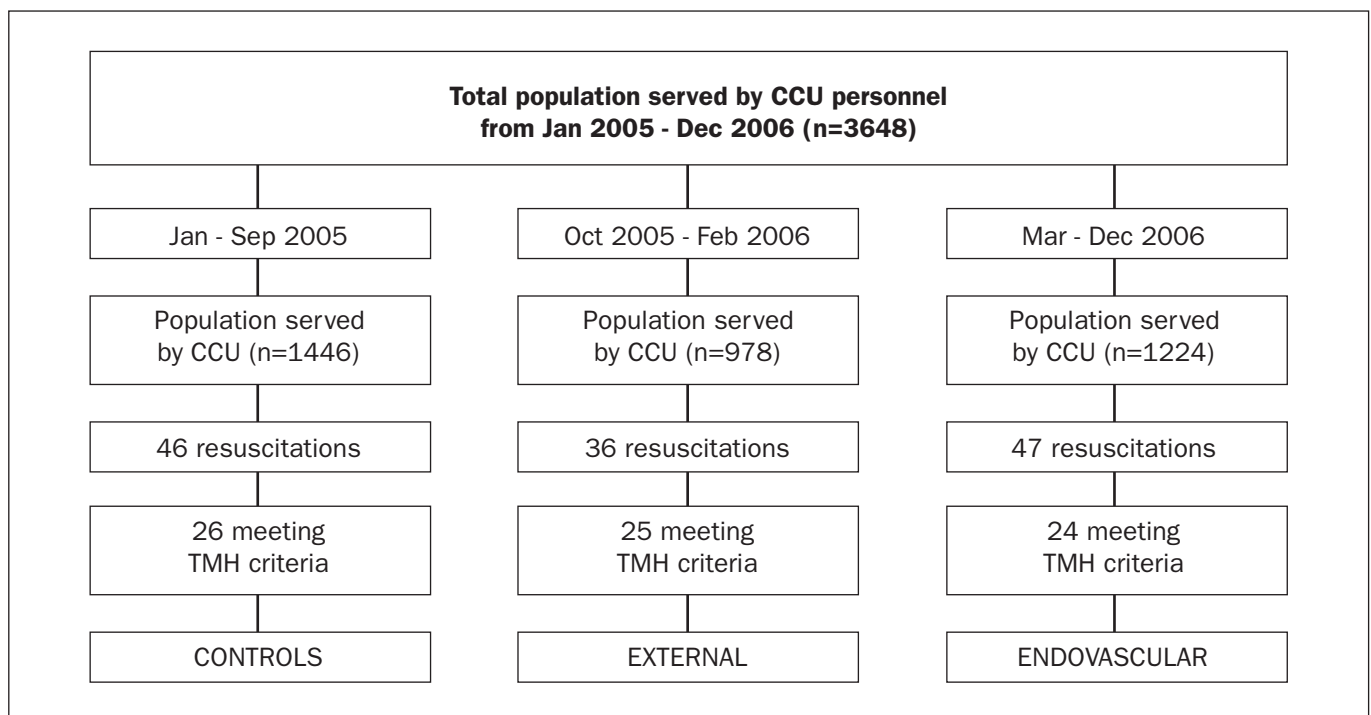 Total population served by CCU personnel
from Jan 2005 - Dec 2006 (n=3648)
Jan - Sep 2005
Population served
by CCU (n=1446)
46 resuscitations
26 meeting
TMH criteria
CONTROLS
Oct 2005 - Feb 2006
Population served
by CCU (n=978)
36 resuscitations
25 meeting
TMH criteria
EXTERNAL
Mar - Dec 2006
Population served
by CCU (n=1224)
47 resuscitations
24 meeting
TMH criteria
ENDOVASCULAR